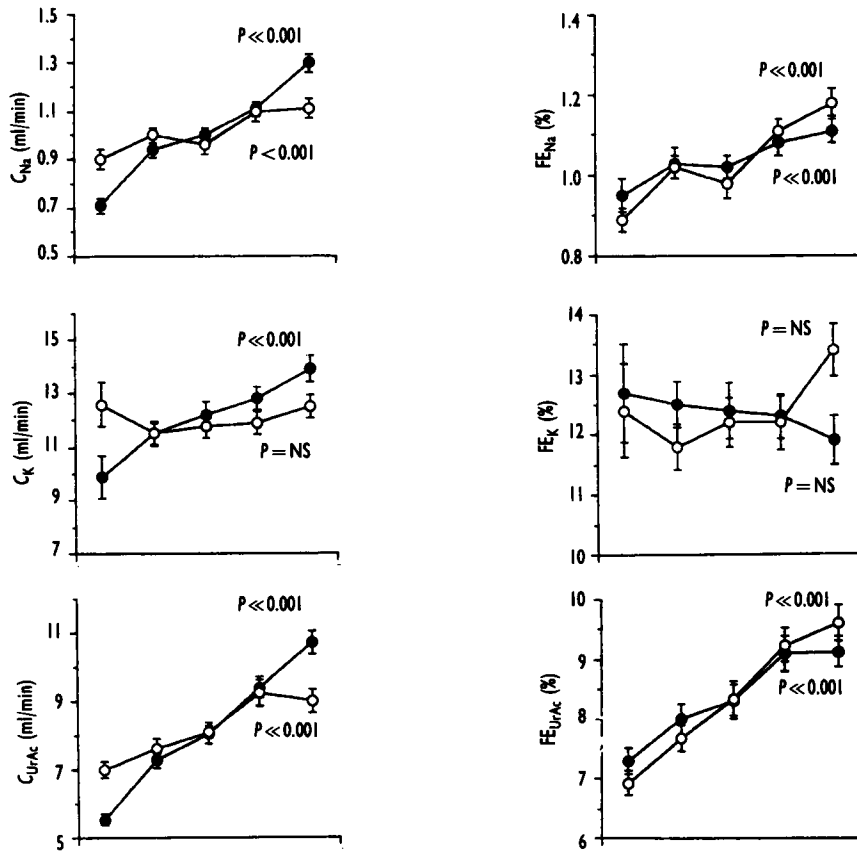 1.5
1.3
1.1
0.9
0.7
0.5
C_Na (ml/min)
P≪0.001
P<0.001
1.4
1.2
1.0
0.8
FE_Na (%)
P≪0.001
P≪0.001
15
13
11
9
7
C_K (ml/min)
P≪0.001
P=NS
14
13
12
11
10
FE_K (%)
P=NS
P=NS
11
9
7
5
C_UrAc (ml/min)
P≪0.001
P≪0.001
10
9
8
7
6
FE_UrAc (%)
P≪0.001
P≪0.001